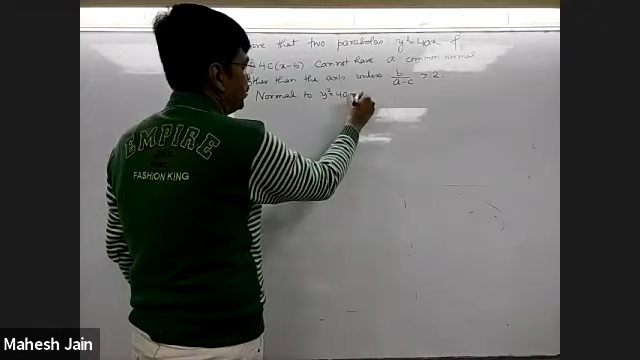 ove that two parabolas y²=4ax &
4c(x-b) cannot have a common normal
other than the axis unless b/(a-c) > 2.
Normal to y²=4a
EMPIRE
FASHION KING
Mahesh Jain